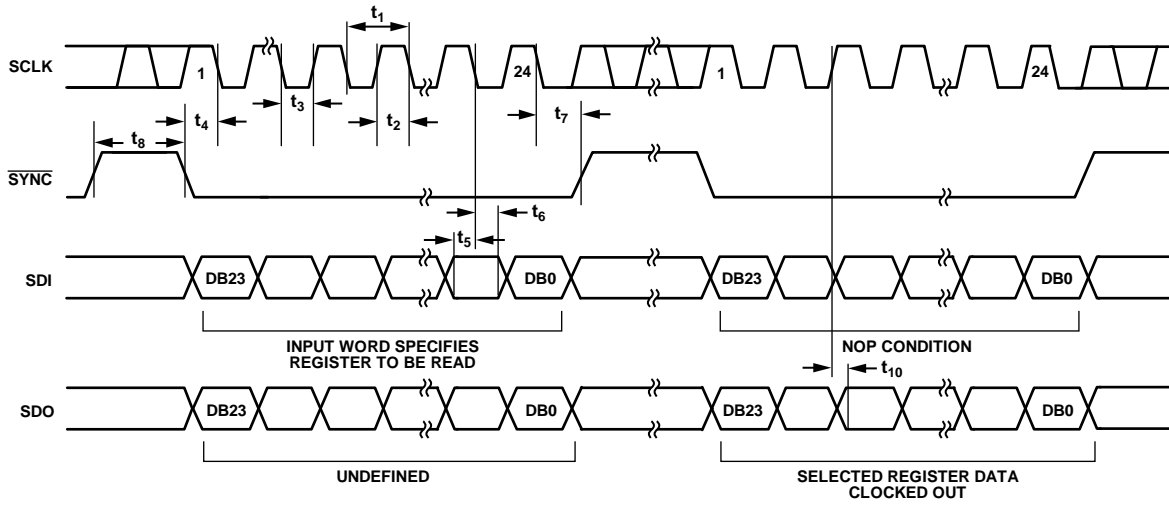 t1
SCLK
1
24
1
24
t3
t2
t4
t7
t8
SYNC
t6
t5
SDI
DB23
DB0
DB23
DB0
INPUT WORD SPECIFIES
REGISTER TO BE READ
NOP CONDITION
t10
SDO
DB23
DB0
DB23
DB0
UNDEFINED
SELECTED REGISTER DATA
CLOCKED OUT